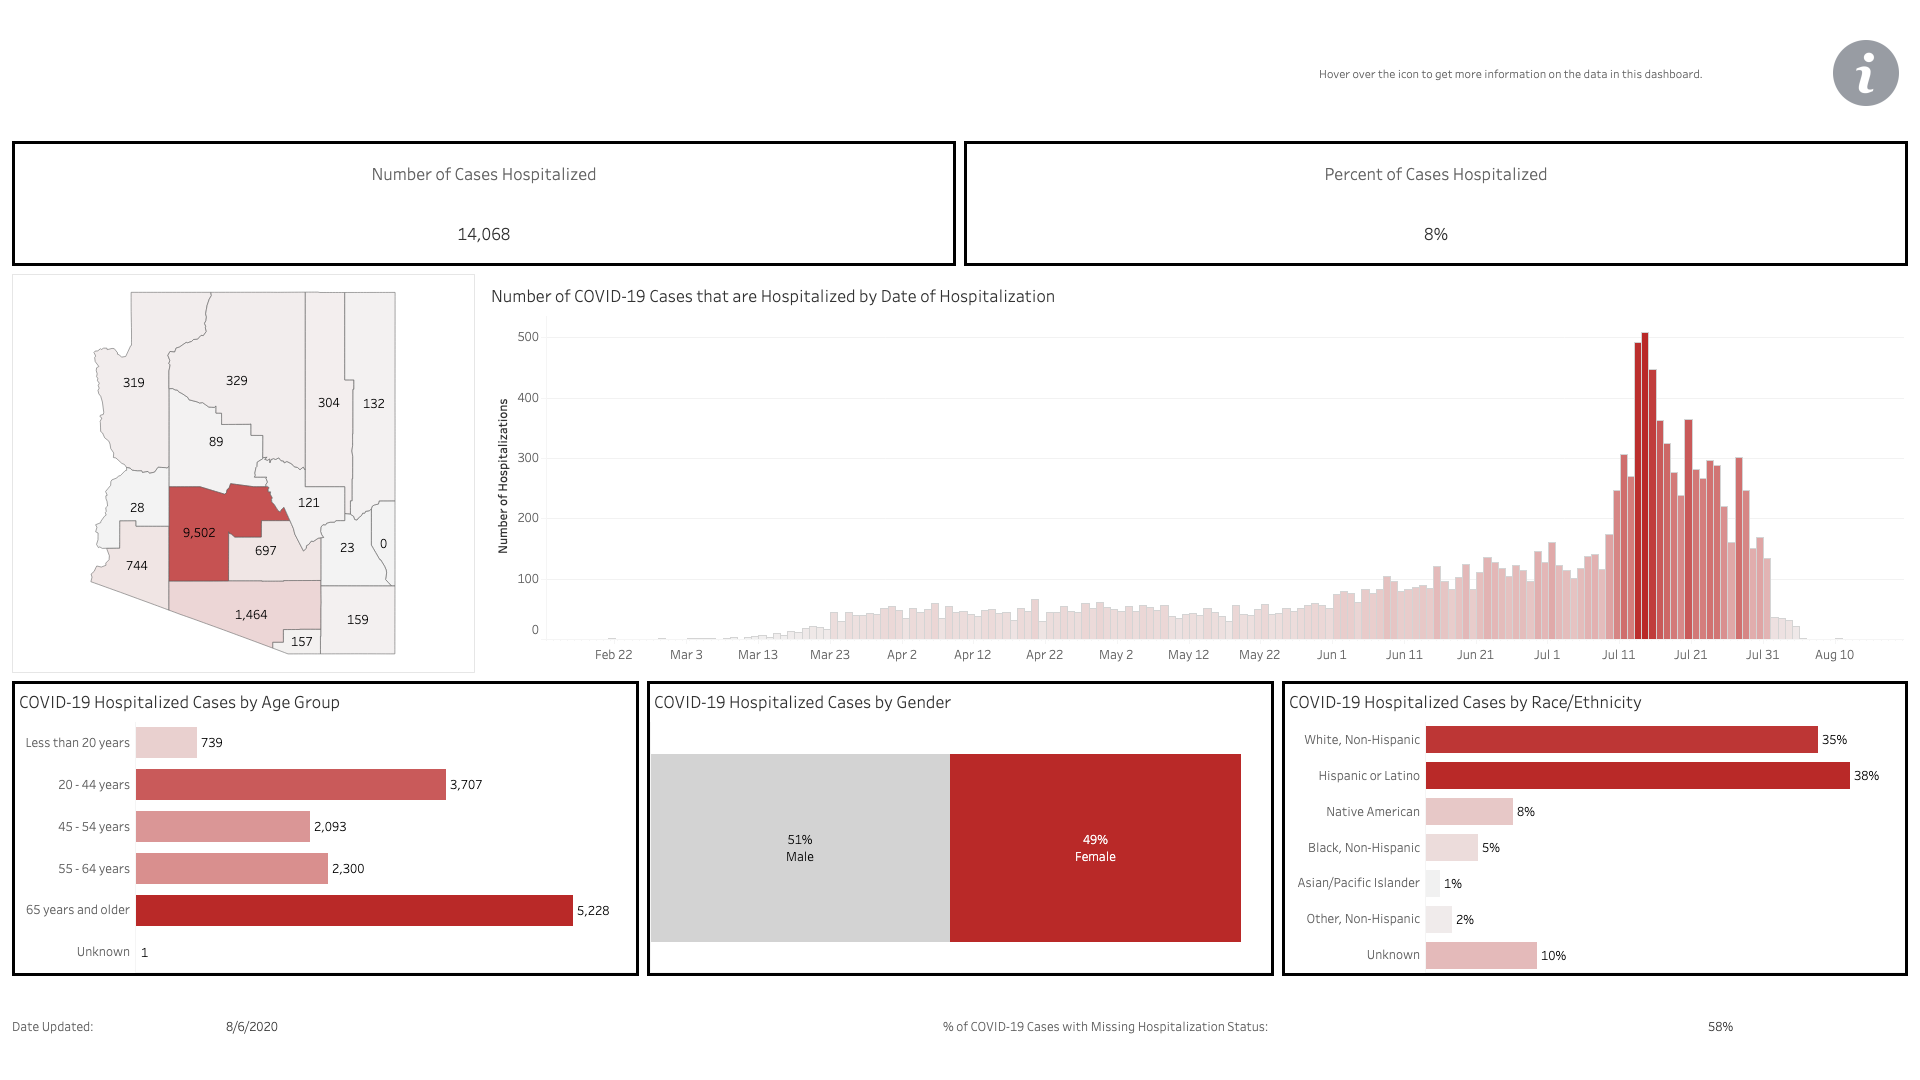 Hover over the icon to get more information on the data in this dashboard.
i
Number of Cases Hospitalized
14,068
Percent of Cases Hospitalized
8%
319
329
304
132
89
28
121
9,502
697
23
0
744
1,464
159
157
Number of COVID-19 Cases that are Hospitalized by Date of Hospitalization
Number of Hospitalizations
500
400
300
200
100
0
Feb 22
Mar 3
Mar 13
Mar 23
Apr 2
Apr 12
Apr 22
May 2
May 12
May 22
Jun 1
Jun 11
Jun 21
Jul 1
Jul 11
Jul 21
Jul 31
Aug 10
COVID-19 Hospitalized Cases by Age Group
Less than 20 years 739
20 - 44 years 3,707
45 - 54 years 2,093
55 - 64 years 2,300
65 years and older 5,228
Unknown 1
COVID-19 Hospitalized Cases by Gender
51%
Male
49%
Female
COVID-19 Hospitalized Cases by Race/Ethnicity
White, Non-Hispanic 35%
Hispanic or Latino 38%
Native American 8%
Black, Non-Hispanic 5%
Asian/Pacific Islander 1%
Other, Non-Hispanic 2%
Unknown 10%
Date Updated: 8/6/2020
% of COVID-19 Cases with Missing Hospitalization Status: 58%